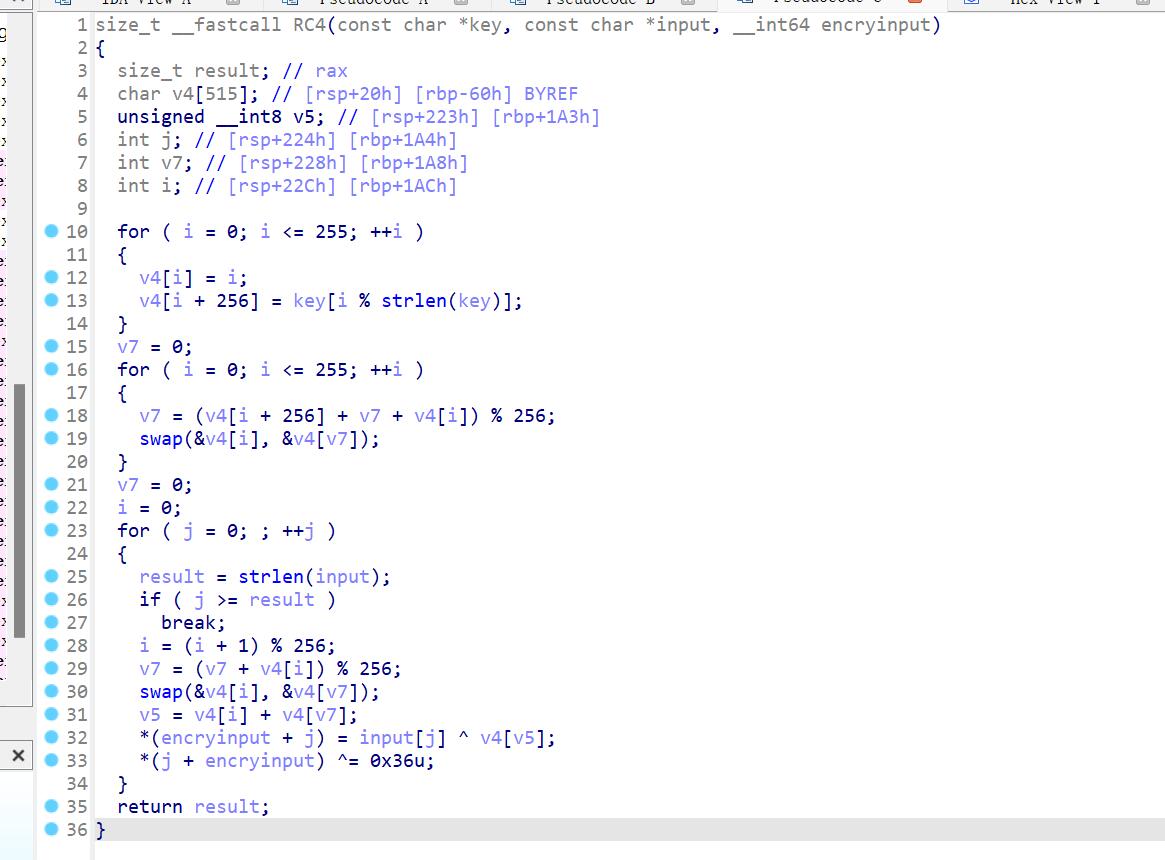 1 size_t __fastcall RC4(const char *key, const char *input, __int64 encryinput)
2 {
3   size_t result; // rax
4   char v4[515]; // [rsp+20h] [rbp-60h] BYREF
5   unsigned __int8 v5; // [rsp+223h] [rbp+1A3h]
6   int j; // [rsp+224h] [rbp+1A4h]
7   int v7; // [rsp+228h] [rbp+1A8h]
8   int i; // [rsp+22Ch] [rbp+1ACh]
9
10   for ( i = 0; i <= 255; ++i )
11   {
12     v4[i] = i;
13     v4[i + 256] = key[i % strlen(key)];
14   }
15   v7 = 0;
16   for ( i = 0; i <= 255; ++i )
17   {
18     v7 = (v4[i + 256] + v7 + v4[i]) % 256;
19     swap(&v4[i], &v4[v7]);
20   }
21   v7 = 0;
22   i = 0;
23   for ( j = 0; ; ++j )
24   {
25     result = strlen(input);
26     if ( j >= result )
27       break;
28     i = (i + 1) % 256;
29     v7 = (v7 + v4[i]) % 256;
30     swap(&v4[i], &v4[v7]);
31     v5 = v4[i] + v4[v7];
32     *(encryinput + j) = input[j] ^ v4[v5];
33     *(j + encryinput) ^= 0x36u;
34   }
35   return result;
36 }